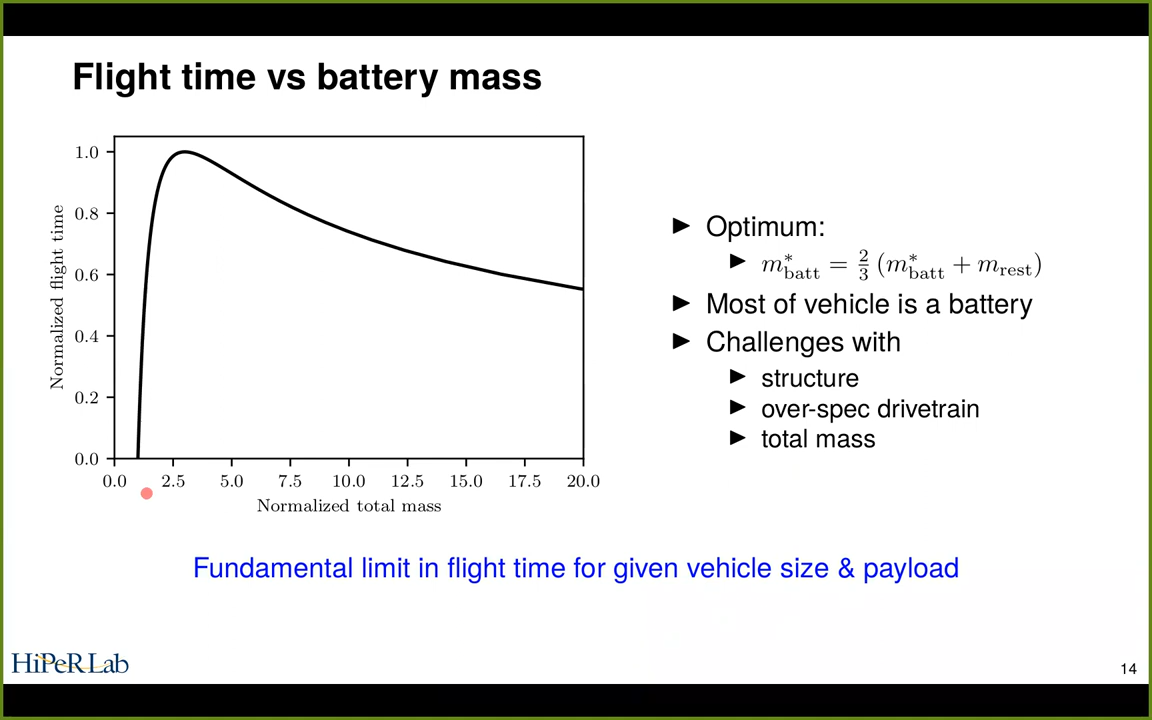 Flight time vs battery mass
1.0
0.8
0.6
0.4
0.2
0.0
Normalized flight time
0.0 2.5 5.0 7.5 10.0 12.5 15.0 17.5 20.0
Normalized total mass
► Optimum:
► m*batt = 2/3 (m*batt + mrest)
► Most of vehicle is a battery
► Challenges with
► structure
► over-spec drivetrain
► total mass
Fundamental limit in flight time for given vehicle size & payload
HiPeRLab
14